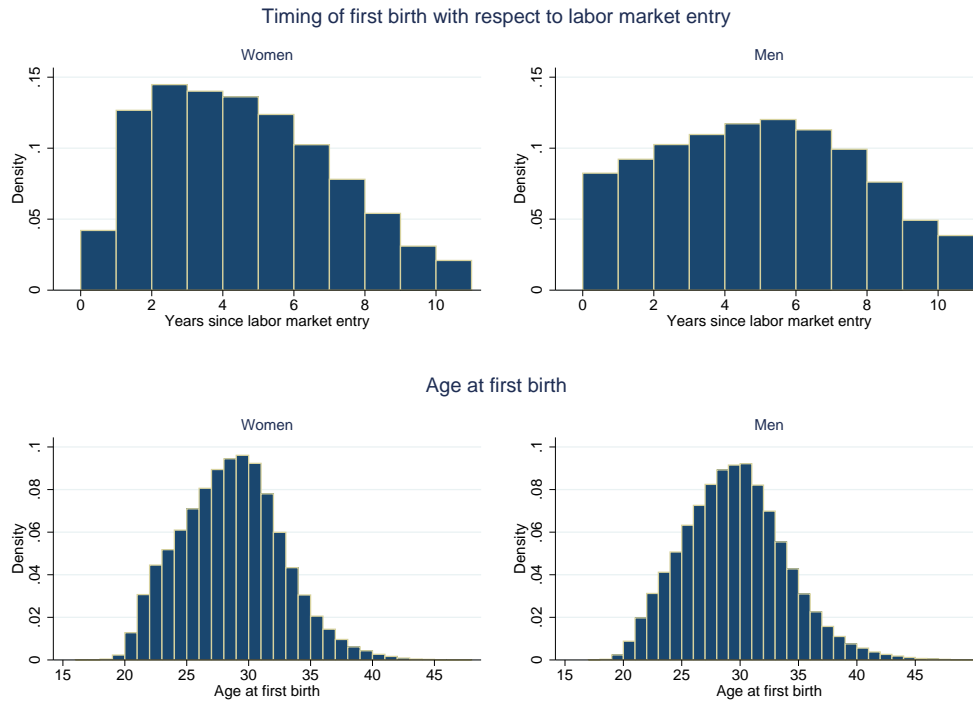 Timing of first birth with respect to labor market entry
Women
Men
.15
.1
.05
0
Density
0 2 4 6 8 10
Years since labor market entry
.15
.1
.05
0
Density
0 2 4 6 8 10
Years since labor market entry
Age at first birth
Women
Men
.1
.08
.06
.04
.02
0
Density
15 20 25 30 35 40 45
Age at first birth
.1
.08
.06
.04
.02
0
Density
15 20 25 30 35 40 45
Age at first birth